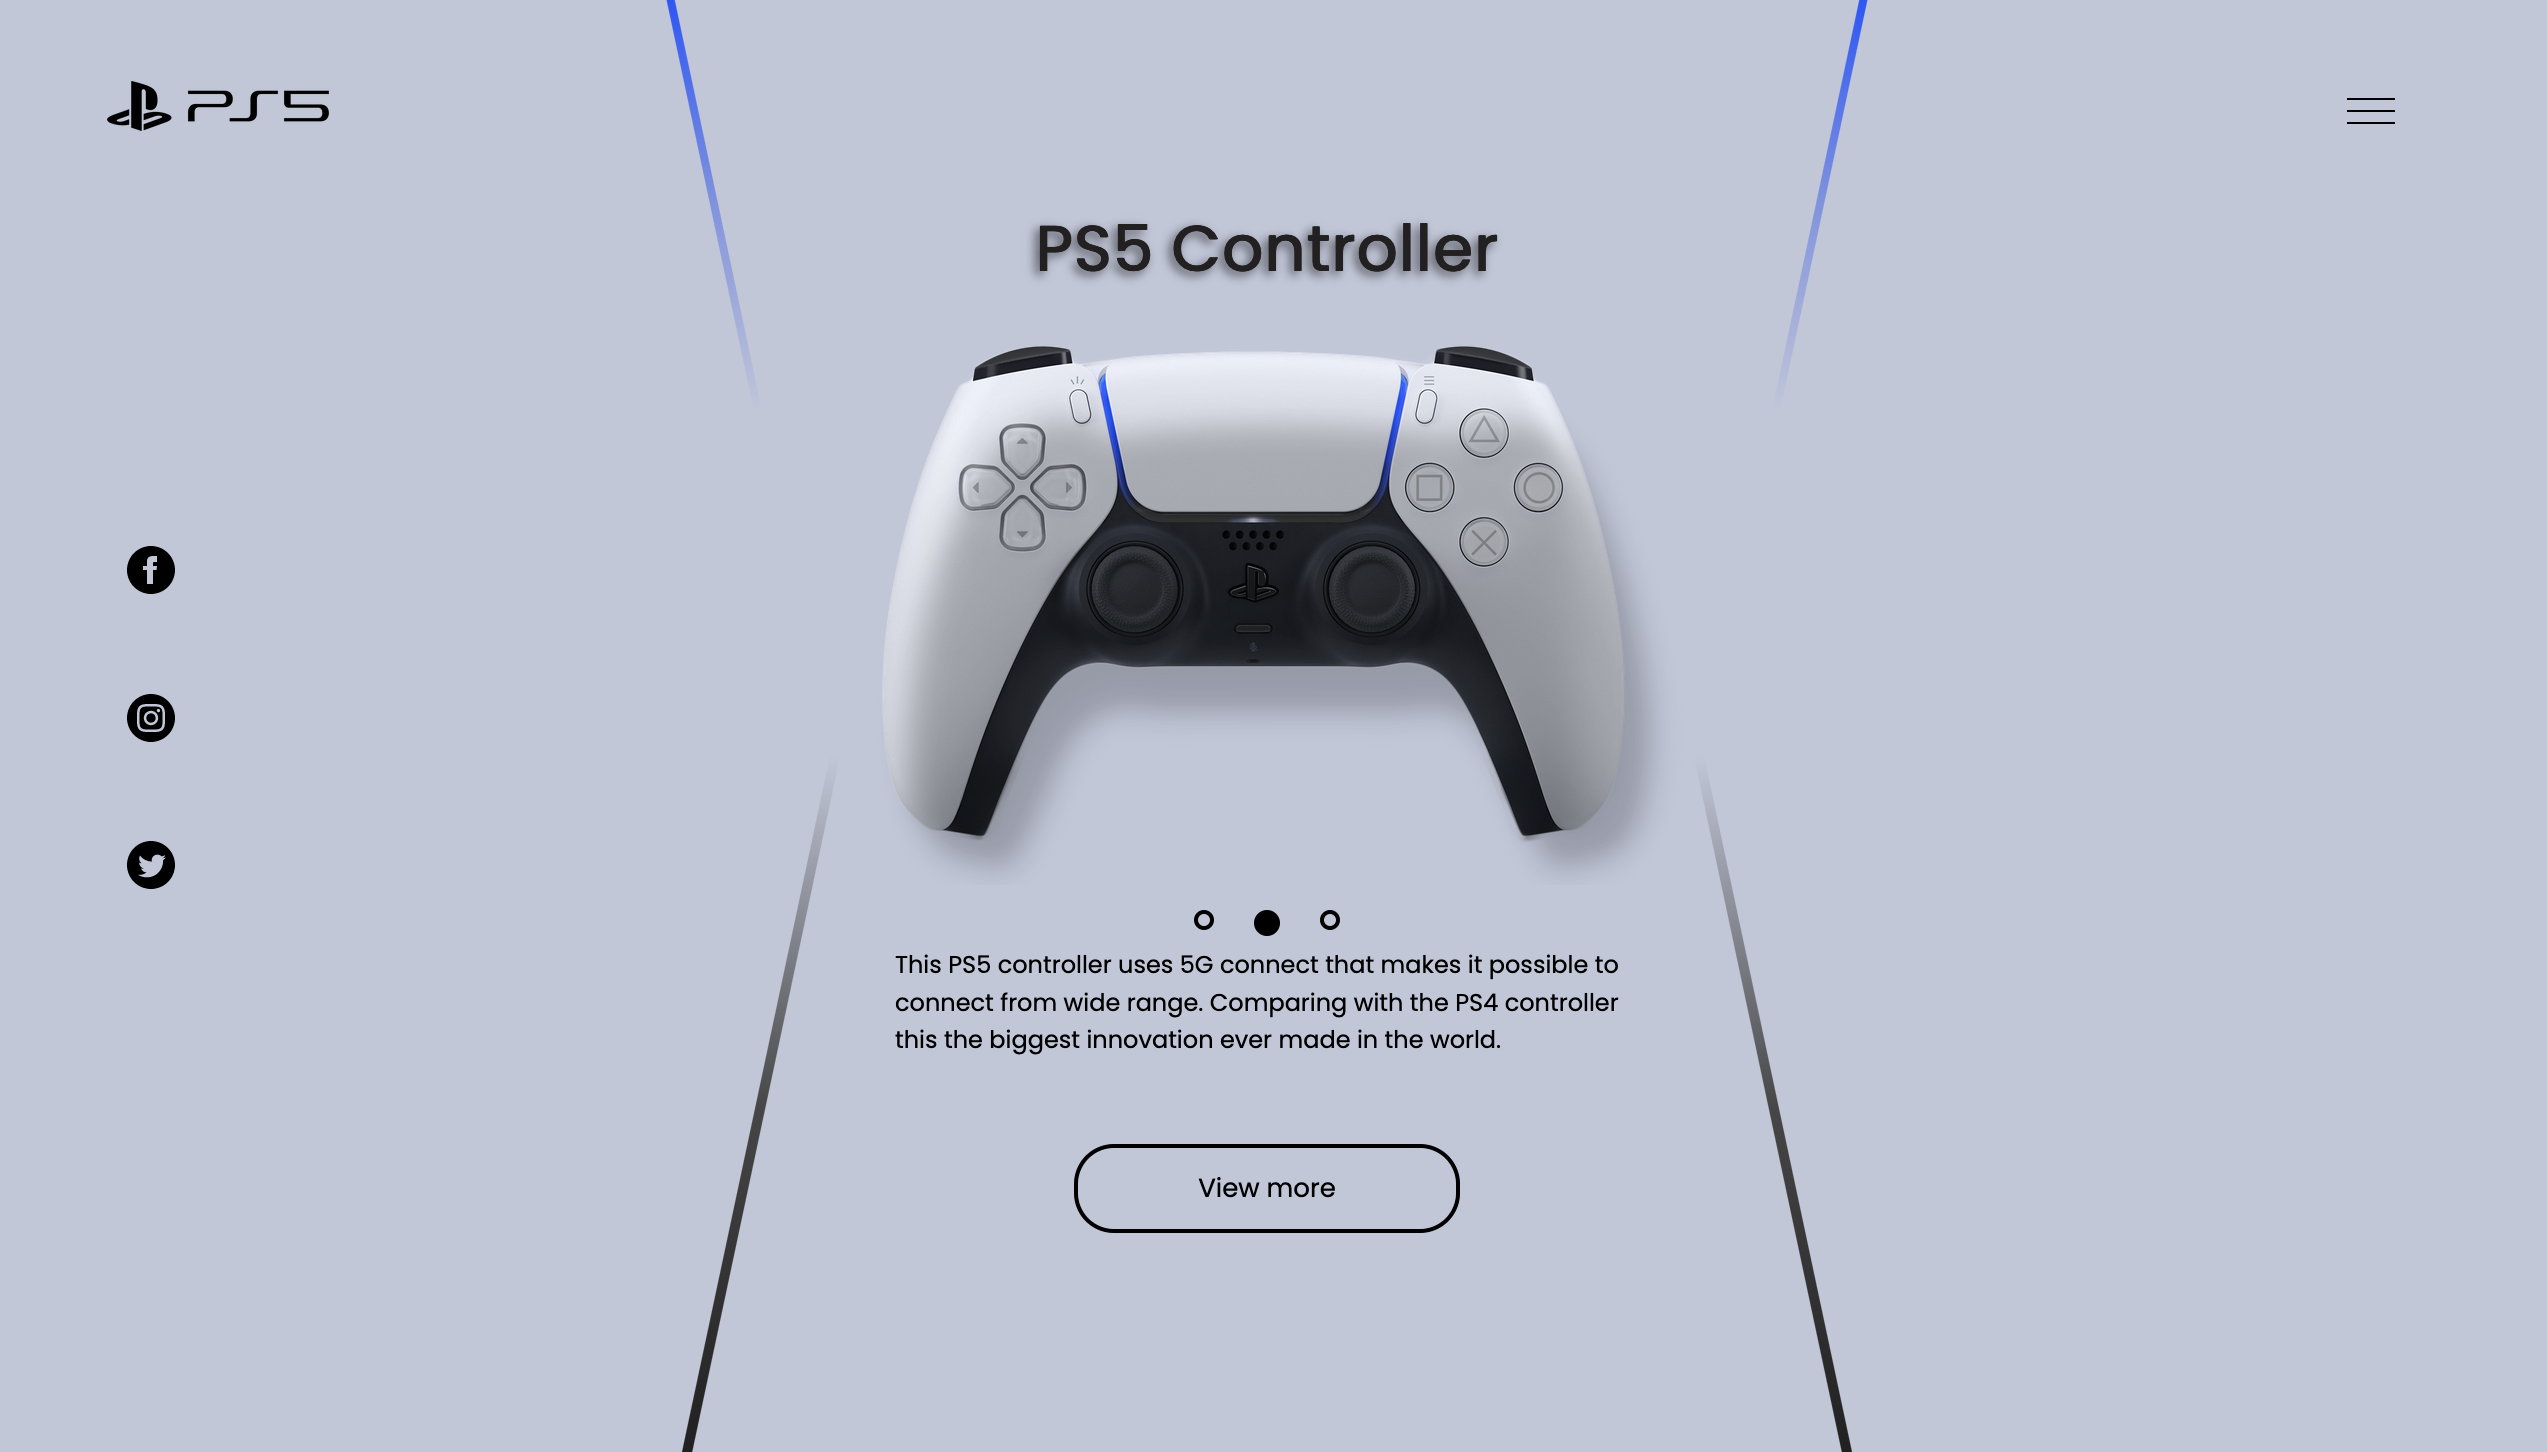 PS5
PS5 Controller
This PS5 controller uses 5G connect that makes it possible to
connect from wide range. Comparing with the PS4 controller
this the biggest innovation ever made in the world.
View more